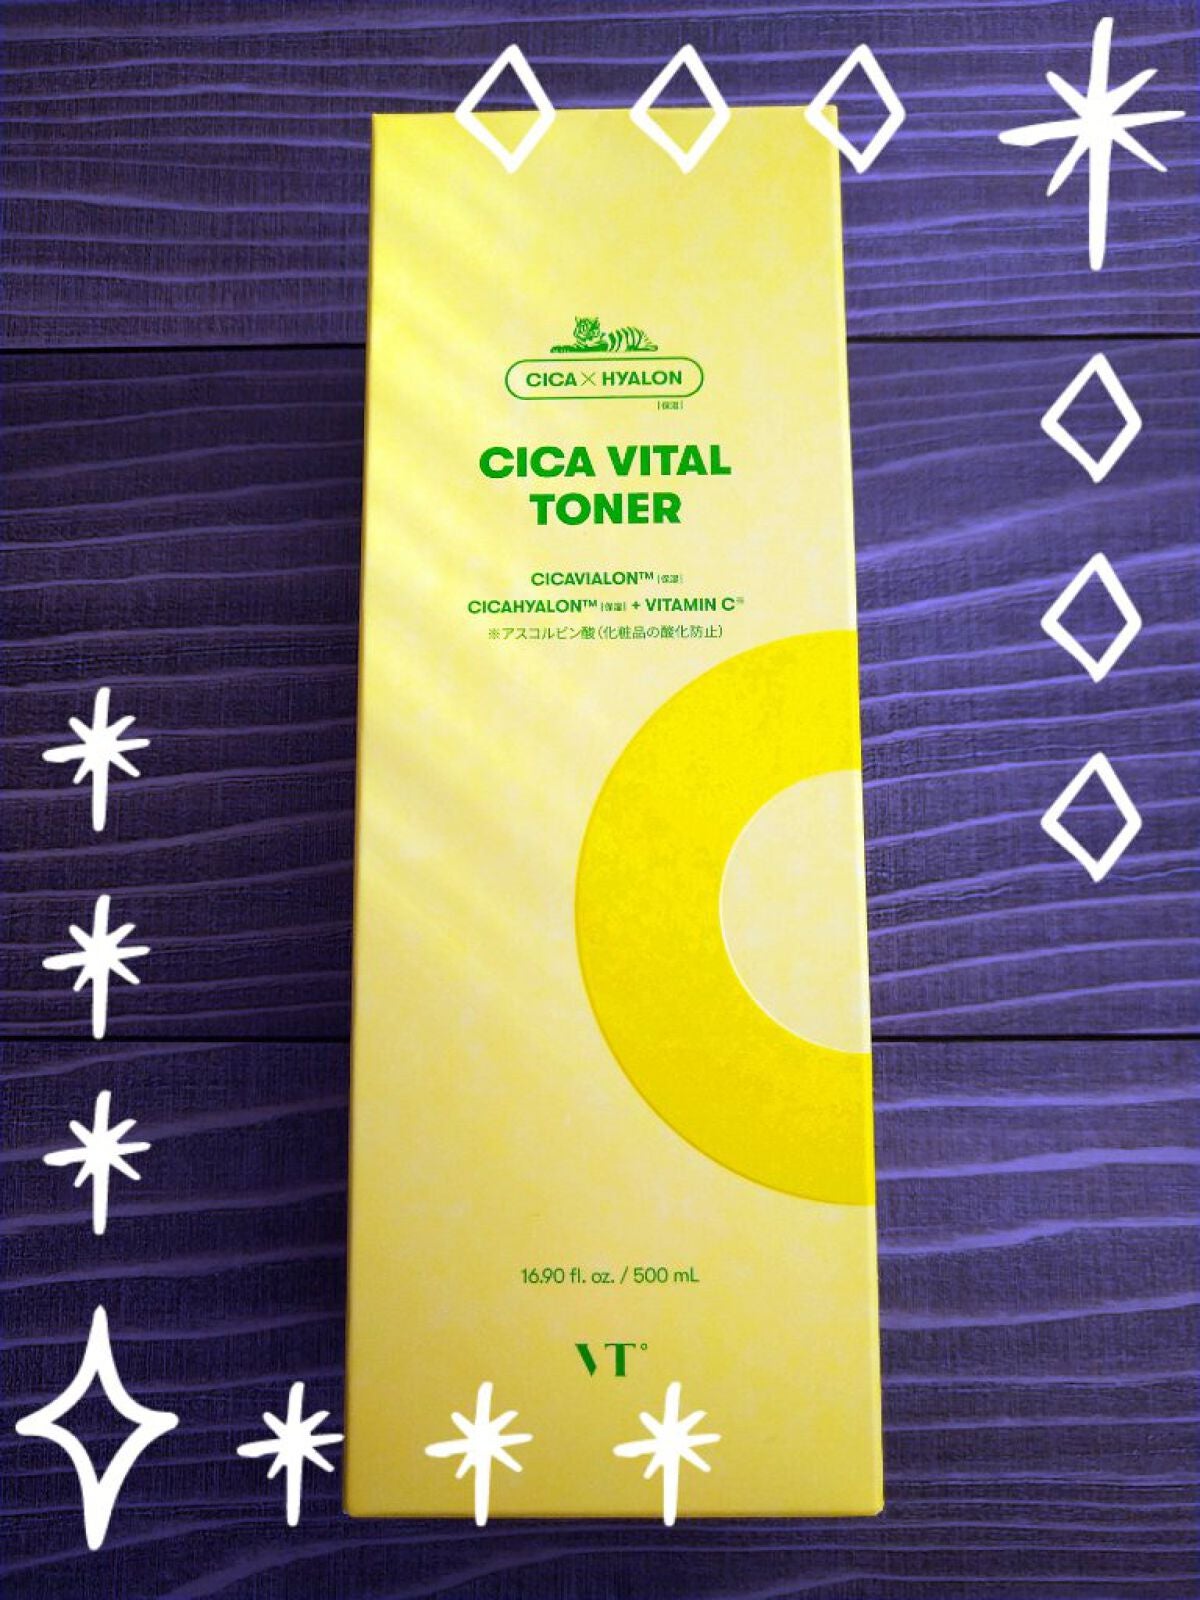 CICA×HYALON
[保湿]
CICA VITAL
TONER
CICAVIALON™ [保湿]
CICAHYALON™ [保湿] + VITAMIN C※
※アスコルビン酸(化粧品の酸化防止)
16.90 fl. oz. / 500 mL
VT°